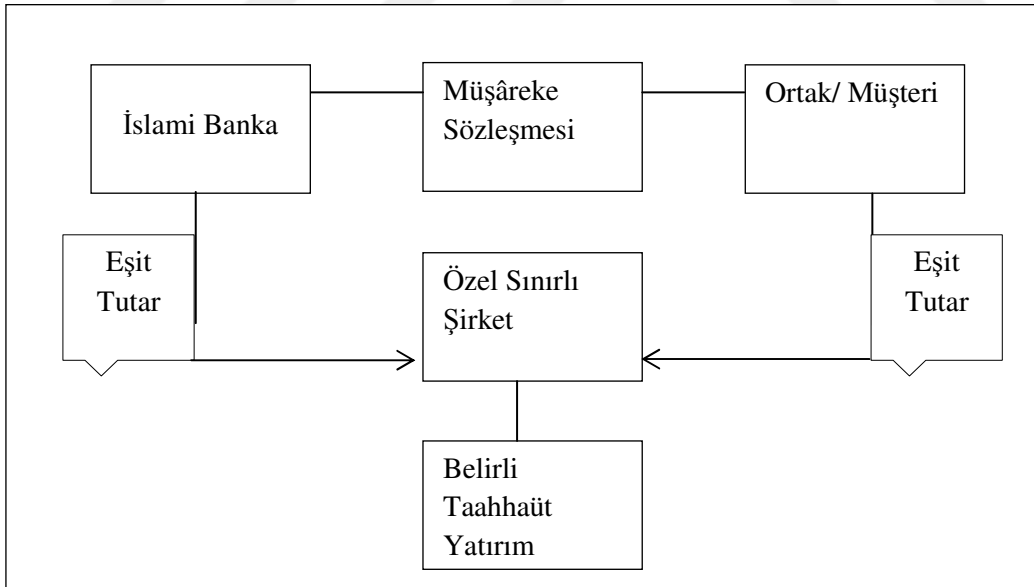 İslami Banka
Müşâreke
Sözleşmesi
Ortak/ Müşteri
Eşit
Tutar
Özel Sınırlı
Şirket
Eşit
Tutar
Belirli
Taahhaüt
Yatırım